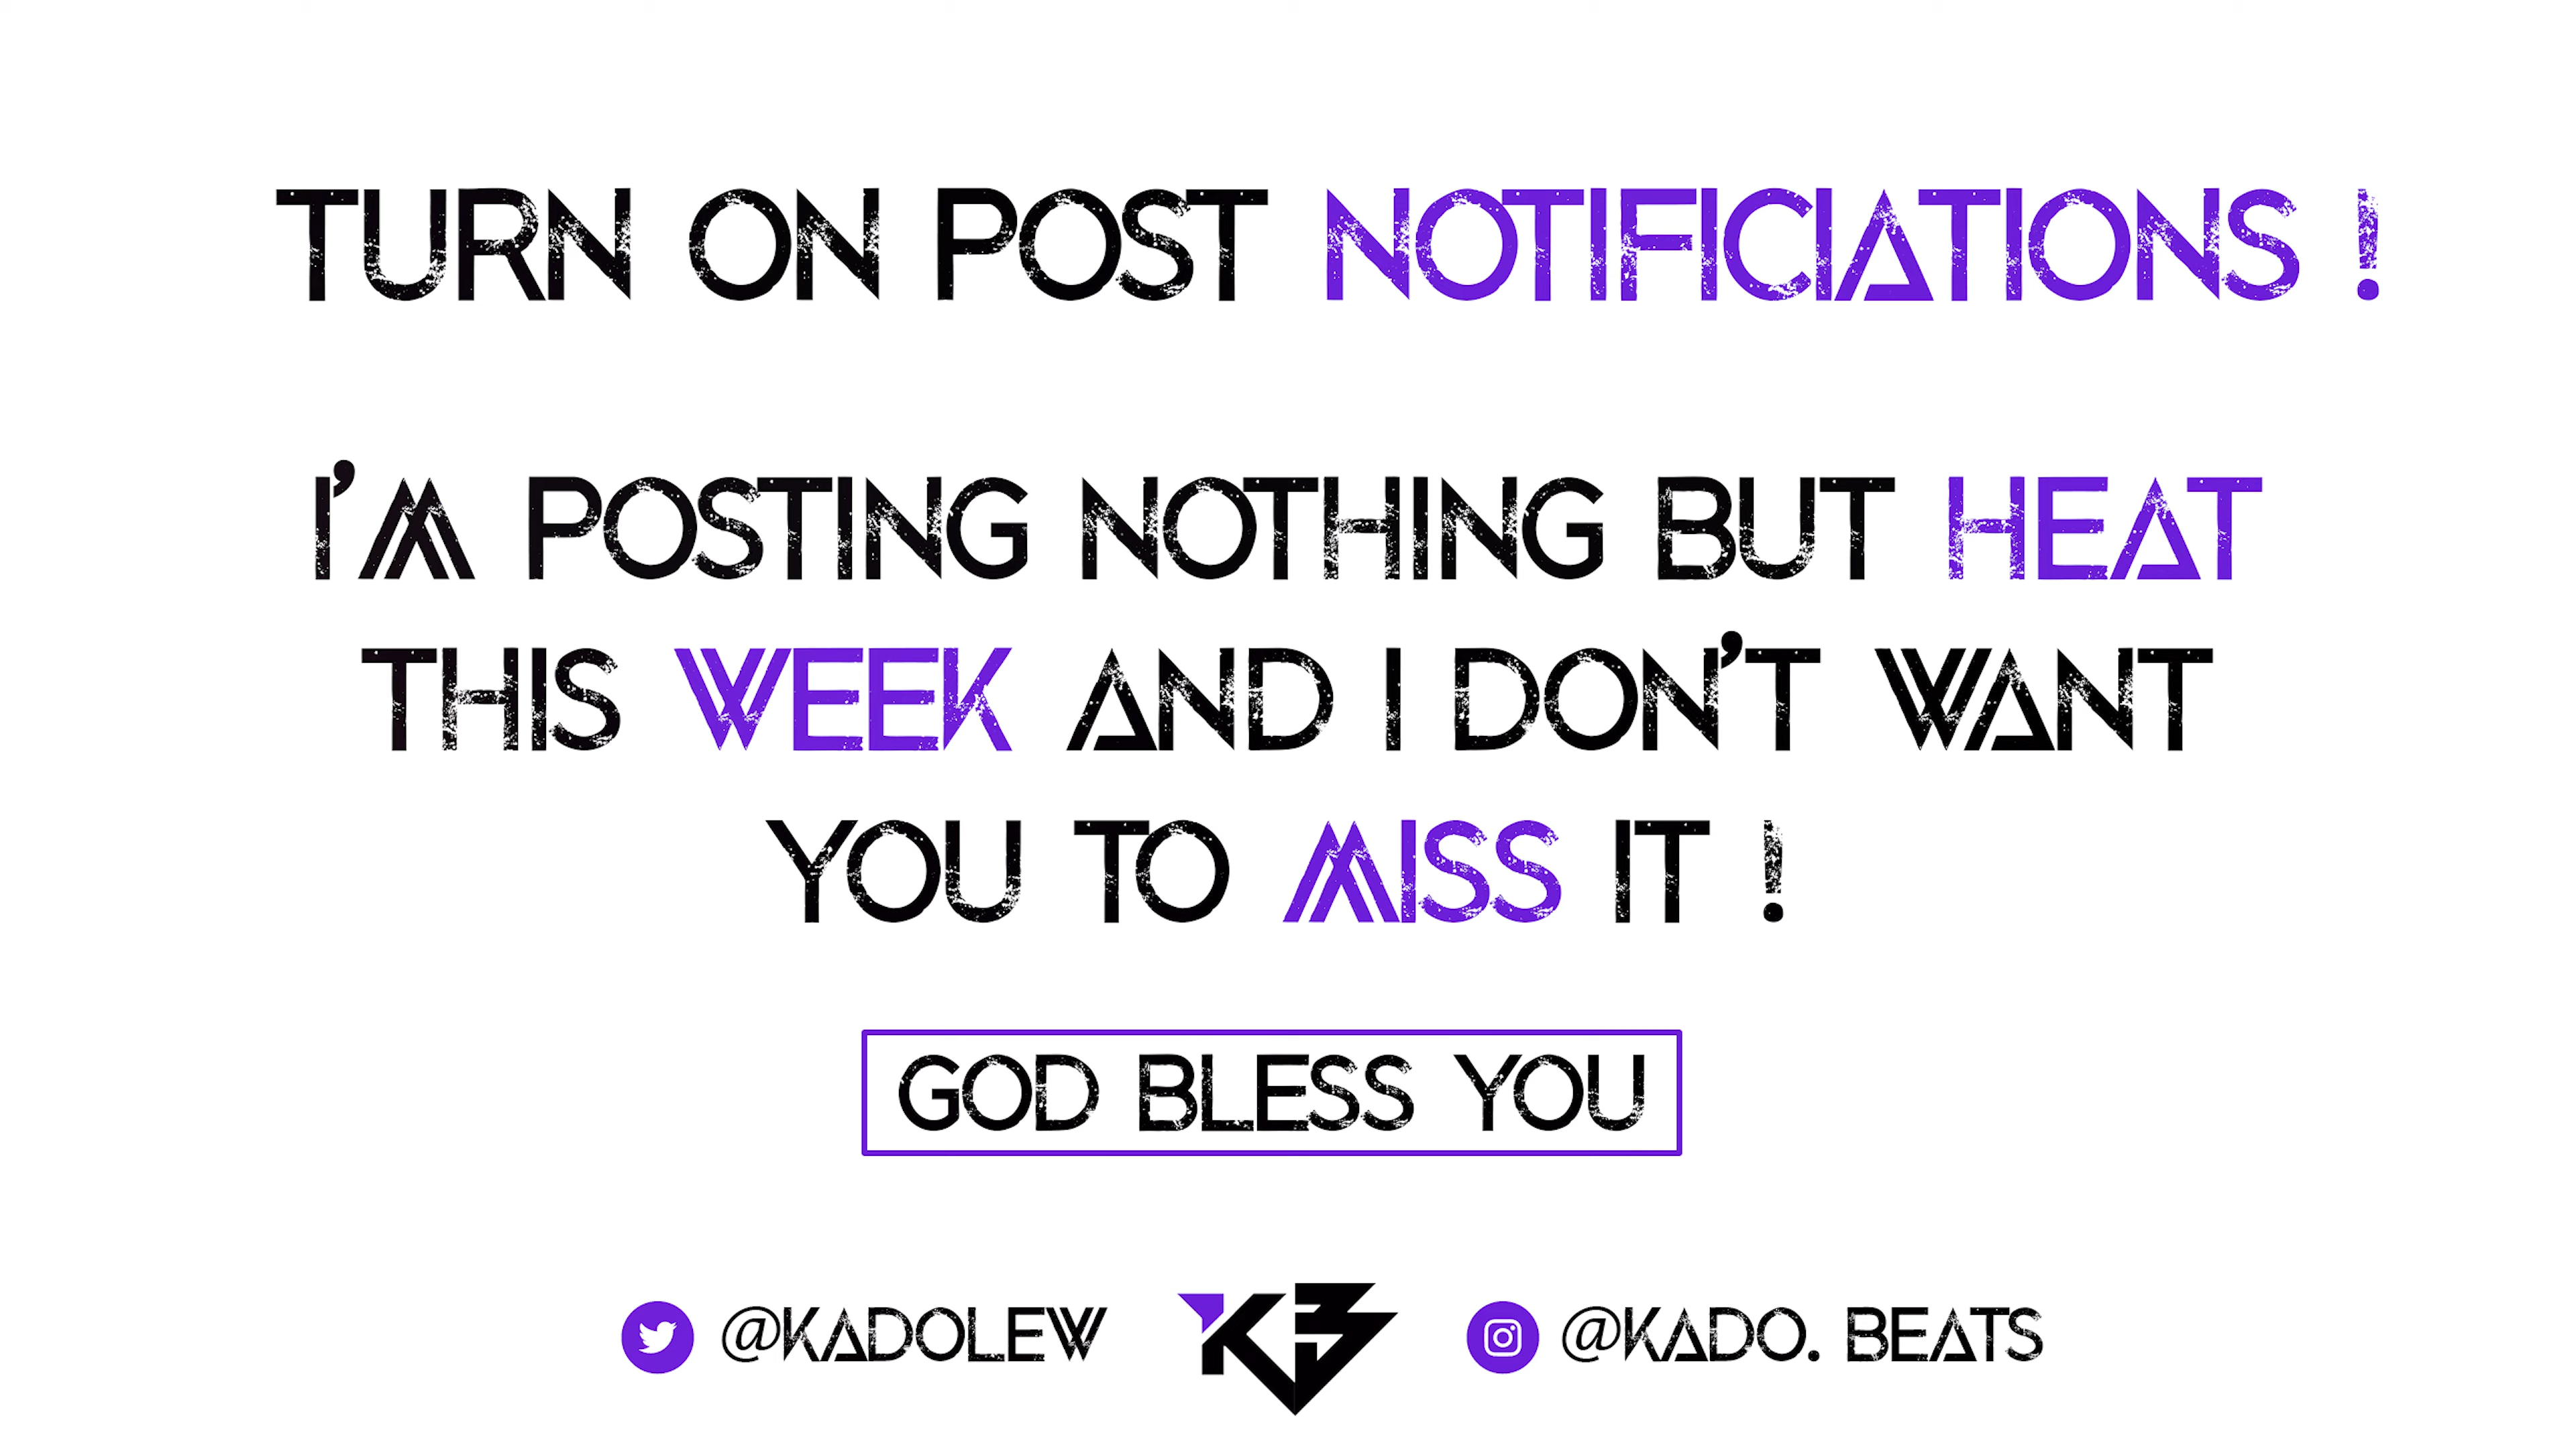 TURN ON POST NOTIFICIATIONS !
I'M POSTING NOTHING BUT HEAT
THIS WEEK AND I DON'T WANT
YOU TO MISS IT !
GOD BLESS YOU
@KADOLEW KB @KADO. BEATS